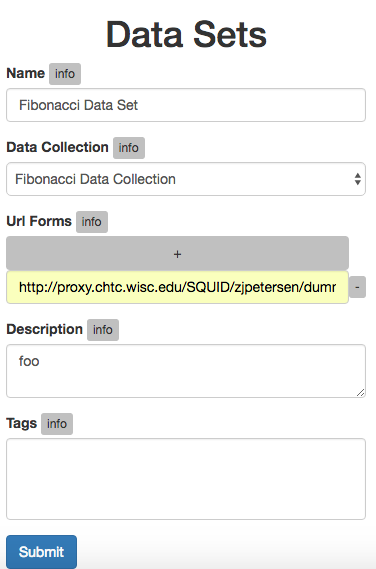 Data Sets
Name info
Fibonacci Data Set
Data Collection info
Fibonacci Data Collection
Url Forms info
+
http://proxy.chtc.wisc.edu/SQUID/zjpetersen/dumr -
Description info
foo
Tags info
Submit